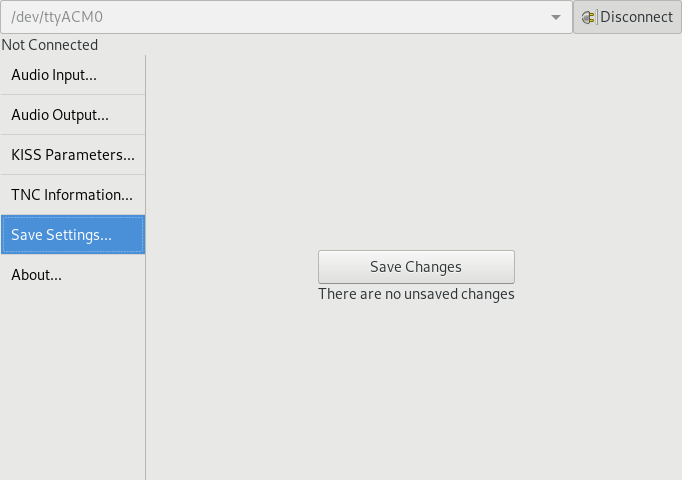 /dev/ttyACM0
Disconnect
Not Connected
Audio Input...
Audio Output...
KISS Parameters...
TNC Information...
Save Settings...
About...
Save Changes
There are no unsaved changes